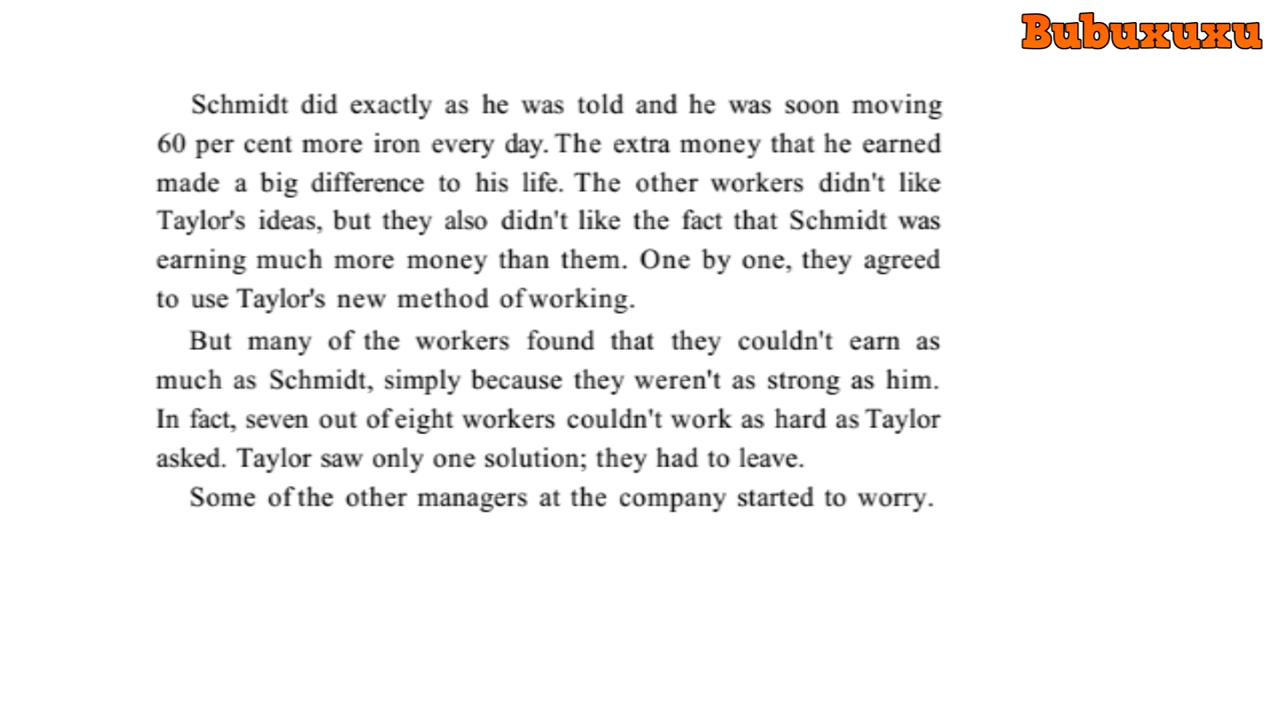 Bubuxuxu
Schmidt did exactly as he was told and he was soon moving
60 per cent more iron every day. The extra money that he earned
made a big difference to his life. The other workers didn't like
Taylor's ideas, but they also didn't like the fact that Schmidt was
earning much more money than them. One by one, they agreed
to use Taylor's new method of working.
But many of the workers found that they couldn't earn as
much as Schmidt, simply because they weren't as strong as him.
In fact, seven out of eight workers couldn't work as hard as Taylor
asked. Taylor saw only one solution; they had to leave.
Some of the other managers at the company started to worry.